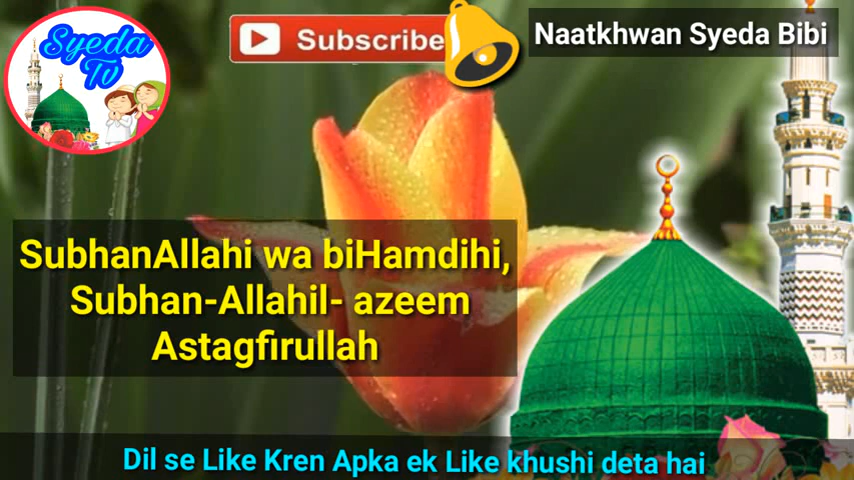 Syeda
Tv
Subscribe
Naatkhwan Syeda Bibi
SubhanAllahi wa biHamdihi,
Subhan-Allahil- azeem
Astagfirullah
Dil se Like Kren Apka ek Like khushi deta hai